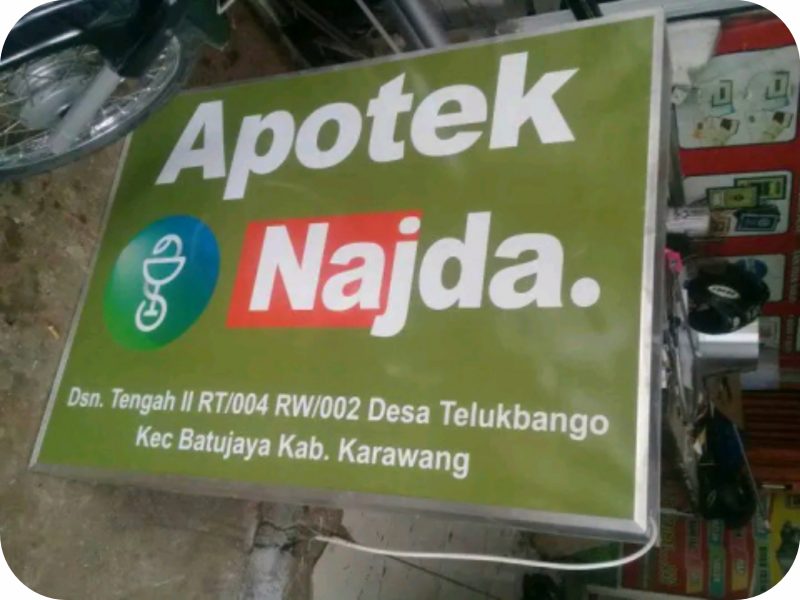 Apotek
Najda.
Dsn. Tengah II RT/004 RW/002 Desa Telukbango
Kec Batujaya Kab. Karawang